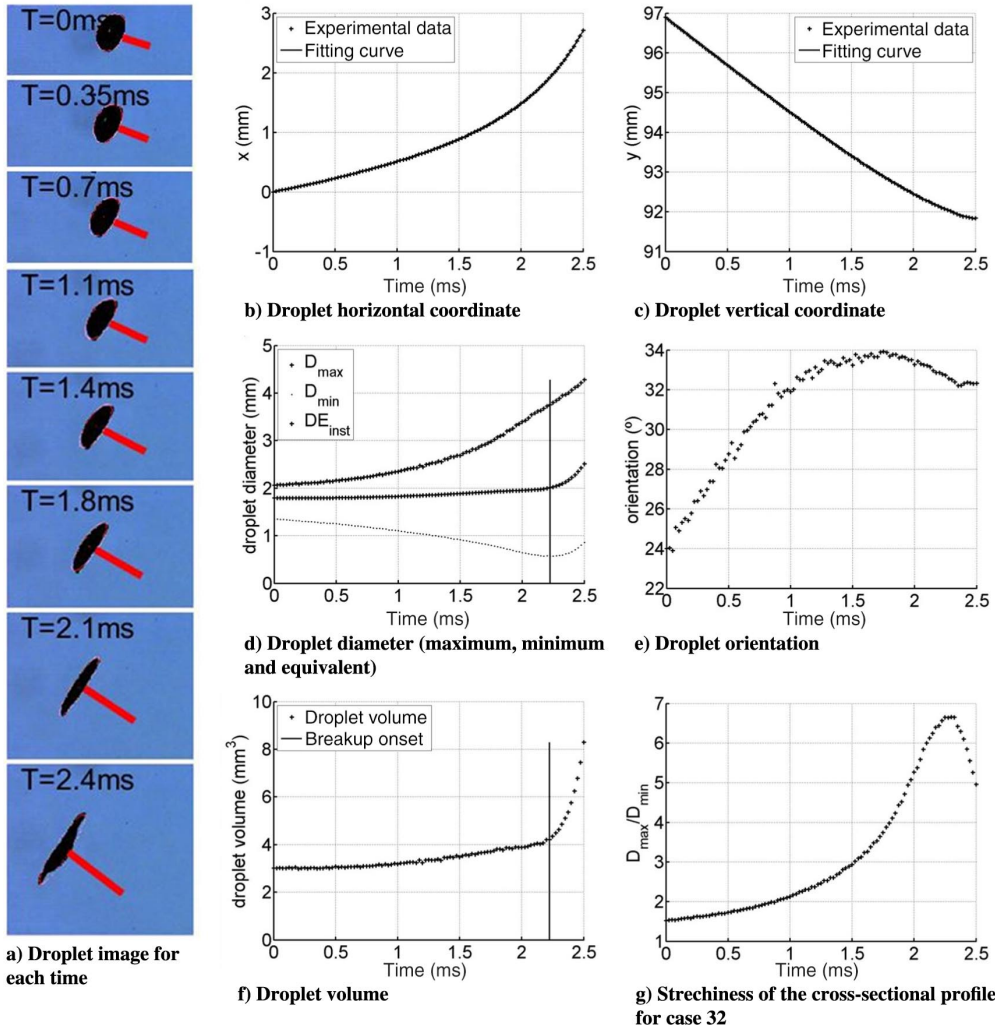 T=0ms
T=0.35ms
T=0.7ms
T=1.1ms
T=1.4ms
T=1.8ms
T=2.1ms
T=2.4ms
a) Droplet image for
each time
3
2
1
0
-1
x (mm)
Experimental data
Fitting curve
0 0.5 1 1.5 2 2.5
Time (ms)
b) Droplet horizontal coordinate
97
96
95
94
93
92
91
y (mm)
Experimental data
Fitting curve
0 0.5 1 1.5 2 2.5
Time (ms)
c) Droplet vertical coordinate
5
4
3
2
1
0
droplet diameter (mm)
Dmax
Dmin
DEinst
0 0.5 1 1.5 2 2.5
Time (ms)
d) Droplet diameter (maximum, minimum
and equivalent)
34
32
30
28
26
24
22
orientation (º)
0 0.5 1 1.5 2 2.5
Time (ms)
e) Droplet orientation
10
8
6
4
2
0
droplet volume (mm3)
Droplet volume
Breakup onset
0 0.5 1 1.5 2 2.5
Time (ms)
f) Droplet volume
7
6
5
4
3
2
1
Dmax/Dmin
0 0.5 1 1.5 2 2.5
Time (ms)
g) Strechiness of the cross-sectional profile
for case 32